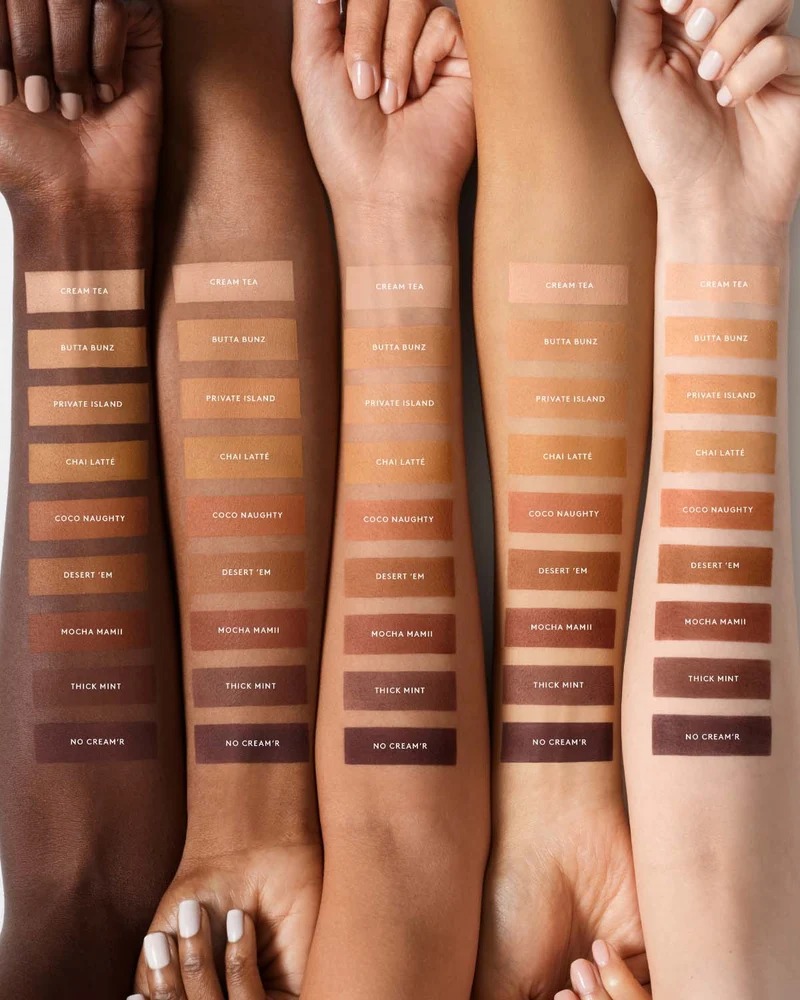 CREAM TEA
BUTTA BUNZ
PRIVATE ISLAND
CHAI LATTÉ
COCO NAUGHTY
DESERT 'EM
MOCHA MAMII
THICK MINT
NO CREAM'R
CREAM TEA
BUTTA BUNZ
PRIVATE ISLAND
CHAI LATTÉ
COCO NAUGHTY
DESERT 'EM
MOCHA MAMII
THICK MINT
NO CREAM'R
CREAM TEA
BUTTA BUNZ
PRIVATE ISLAND
CHAI LATTÉ
COCO NAUGHTY
DESERT 'EM
MOCHA MAMII
THICK MINT
NO CREAM'R
CREAM TEA
BUTTA BUNZ
PRIVATE ISLAND
CHAI LATTÉ
COCO NAUGHTY
DESERT 'EM
MOCHA MAMII
THICK MINT
NO CREAM'R
CREAM TEA
BUTTA BUNZ
PRIVATE ISLAND
CHAI LATTÉ
COCO NAUGHTY
DESERT 'EM
MOCHA MAMII
THICK MINT
NO CREAM'R